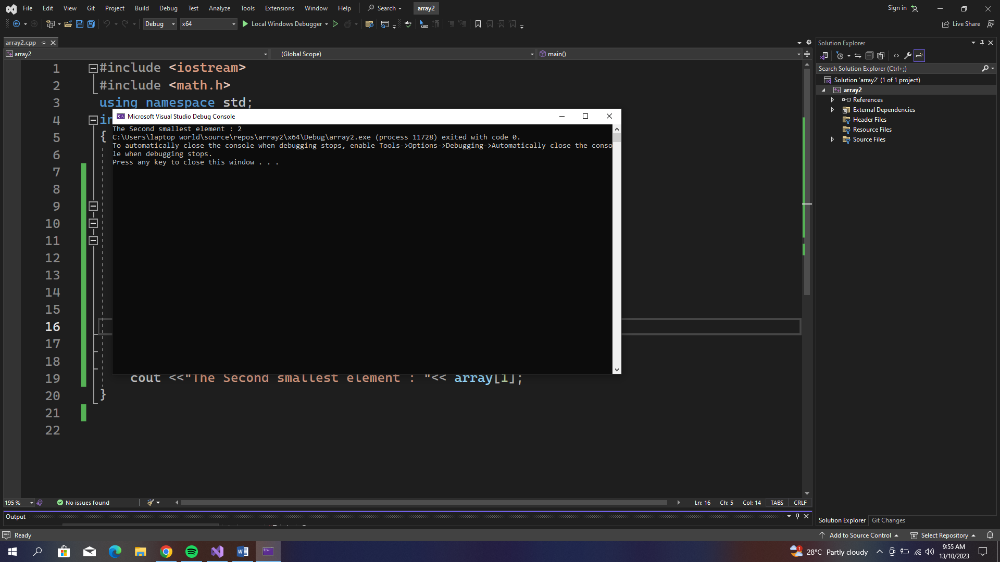 File Edit View Git Project Build Debug Test Analyze Tools Extensions Window Help Search array2 Sign in
Debug x64 Local Windows Debugger abc Live Share
array2.cpp
array2 (Global Scope) main()
1 #include <iostream>
2 #include <math.h>
3 using namespace std;
4
5 {
6
7
8
9
10
11
12
13
14
15
16
17
18
19 cout <<"The Second smallest element : "<< array[1];
20 }
21
22
Microsoft Visual Studio Debug Console
The Second smallest element : 2
C:\Users\laptop world\source\repos\array2\x64\Debug\array2.exe (process 11728) exited with code 0.
To automatically close the console when debugging stops, enable Tools->Options->Debugging->Automatically close the conso
le when debugging stops.
Press any key to close this window . . .
Solution Explorer
Search Solution Explorer (Ctrl+;)
Solution 'array2' (1 of 1 project)
array2
References
External Dependencies
Header Files
Resource Files
Source Files
195 % No issues found Ln: 16 Ch: 5 Col: 14 TABS CRLF
Output
Solution Explorer Git Changes
Ready Add to Source Control Select Repository
28°C Partly cloudy 9:55 AM
13/10/2023